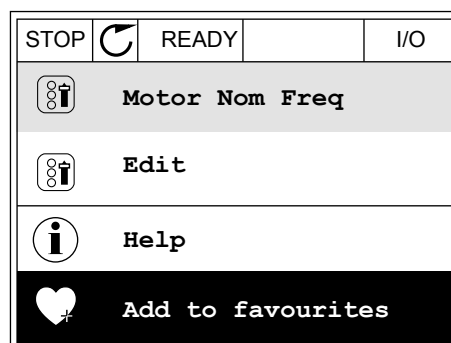 STOP READY I/O
Motor Nom Freq
Edit
Help
Add to favourites